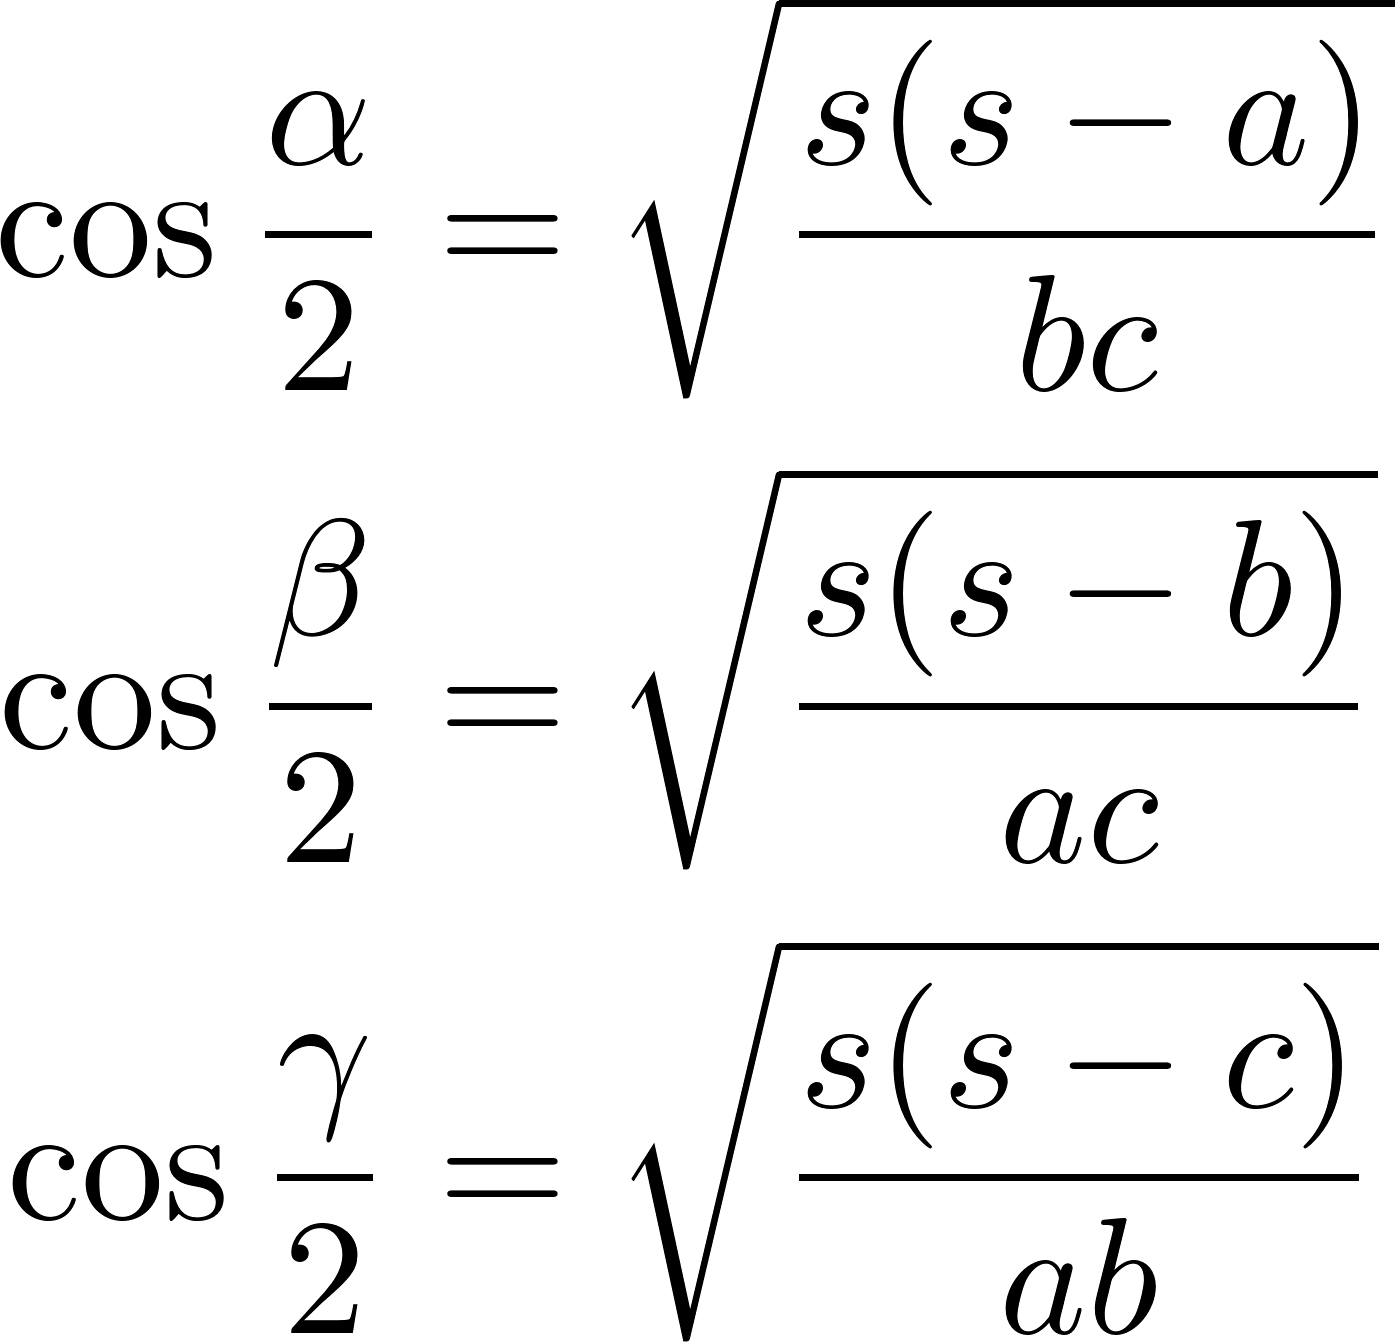 cos α/2 = √(s(s − a)/bc)
cos β/2 = √(s(s − b)/ac)
cos γ/2 = √(s(s − c)/ab)